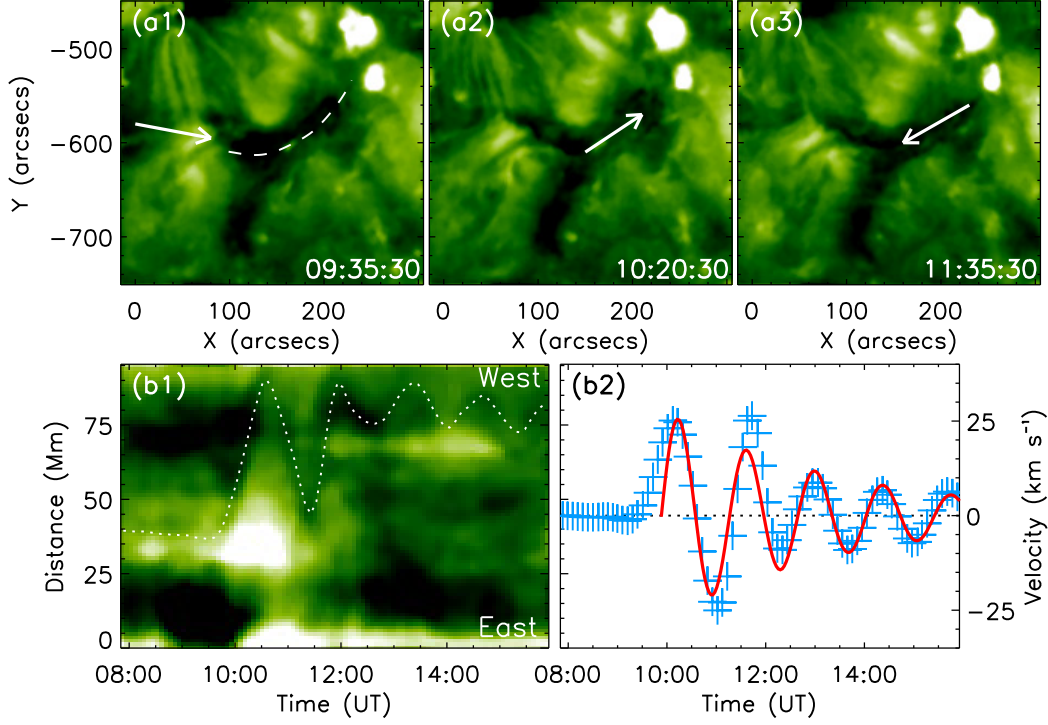 (a1)
(a2)
(a3)
−500
−600
−700
Y (arcsecs)
09:35:30
10:20:30
11:35:30
0 100 200
0 100 200
0 100 200
X (arcsecs)
X (arcsecs)
X (arcsecs)
(b1)
West
East
75
50
25
0
Distance (Mm)
08:00 10:00 12:00 14:00
Time (UT)
(b2)
25
0
−25
Velocity (km s⁻¹)
08:00 10:00 12:00 14:00
Time (UT)